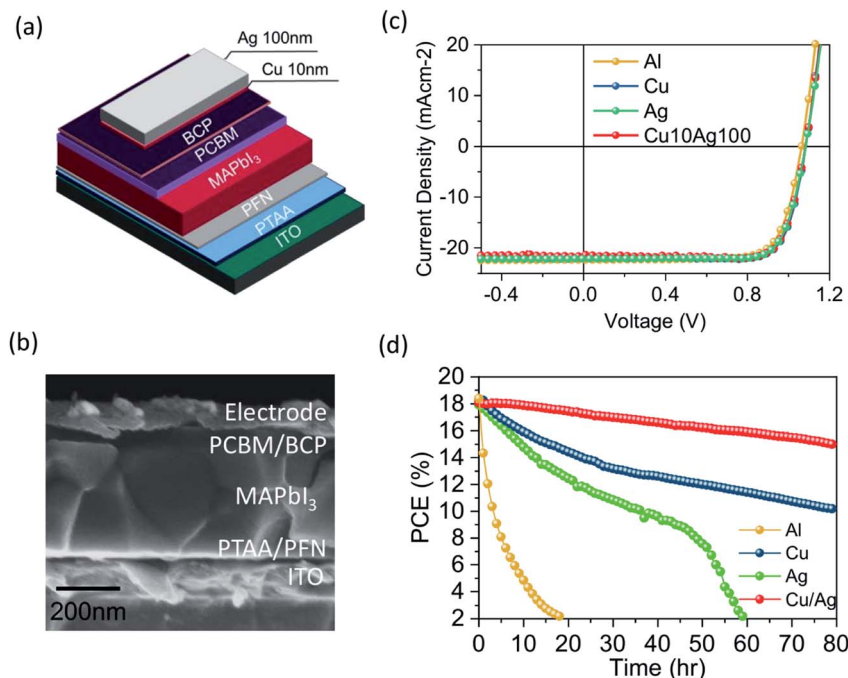 (a)
Ag 100nm
Cu 10nm
BCP
PCBM
MAPbI3
PFN
PTAA
ITO
(b)
Electrode
PCBM/BCP
MAPbI3
PTAA/PFN
ITO
200nm
(c)
Current Density (mAcm-2)
20
10
0
-10
-20
Al
Cu
Ag
Cu10Ag100
-0.4 0.0 0.4 0.8 1.2
Voltage (V)
(d)
PCE (%)
20
18
16
14
12
10
8
6
4
2
Al
Cu
Ag
Cu/Ag
0 10 20 30 40 50 60 70 80
Time (hr)